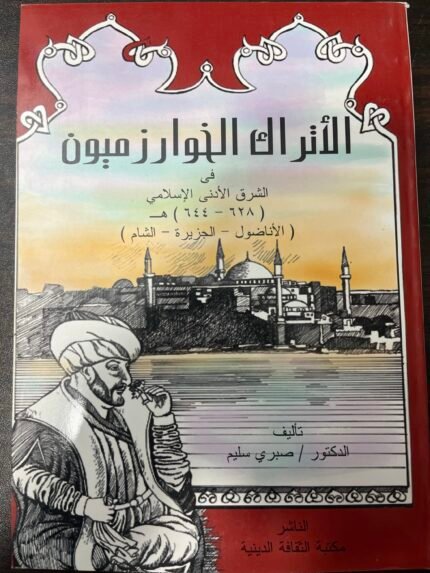 الأتراك الخوارزميون
فى
الشرق الأدنى الإسلامي
( ٦٢٨ - ٦٤٤ ) هـ
( الأناضول - الجزيرة - الشام )
تأليف
الدكتور / صبري سليم
الناشر
مكتبة الثقافة الدينية